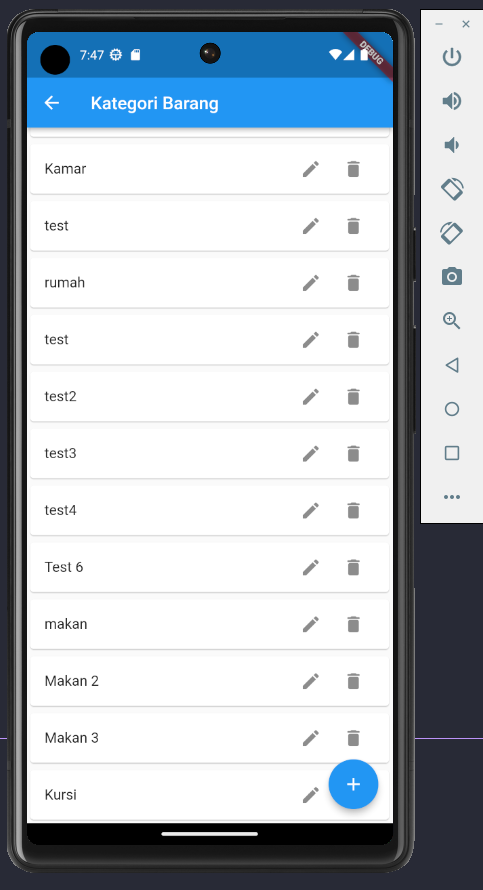 7:47
DEBUG
Kategori Barang
Kamar
test
rumah
test
test2
test3
test4
Test 6
makan
Makan 2
Makan 3
Kursi